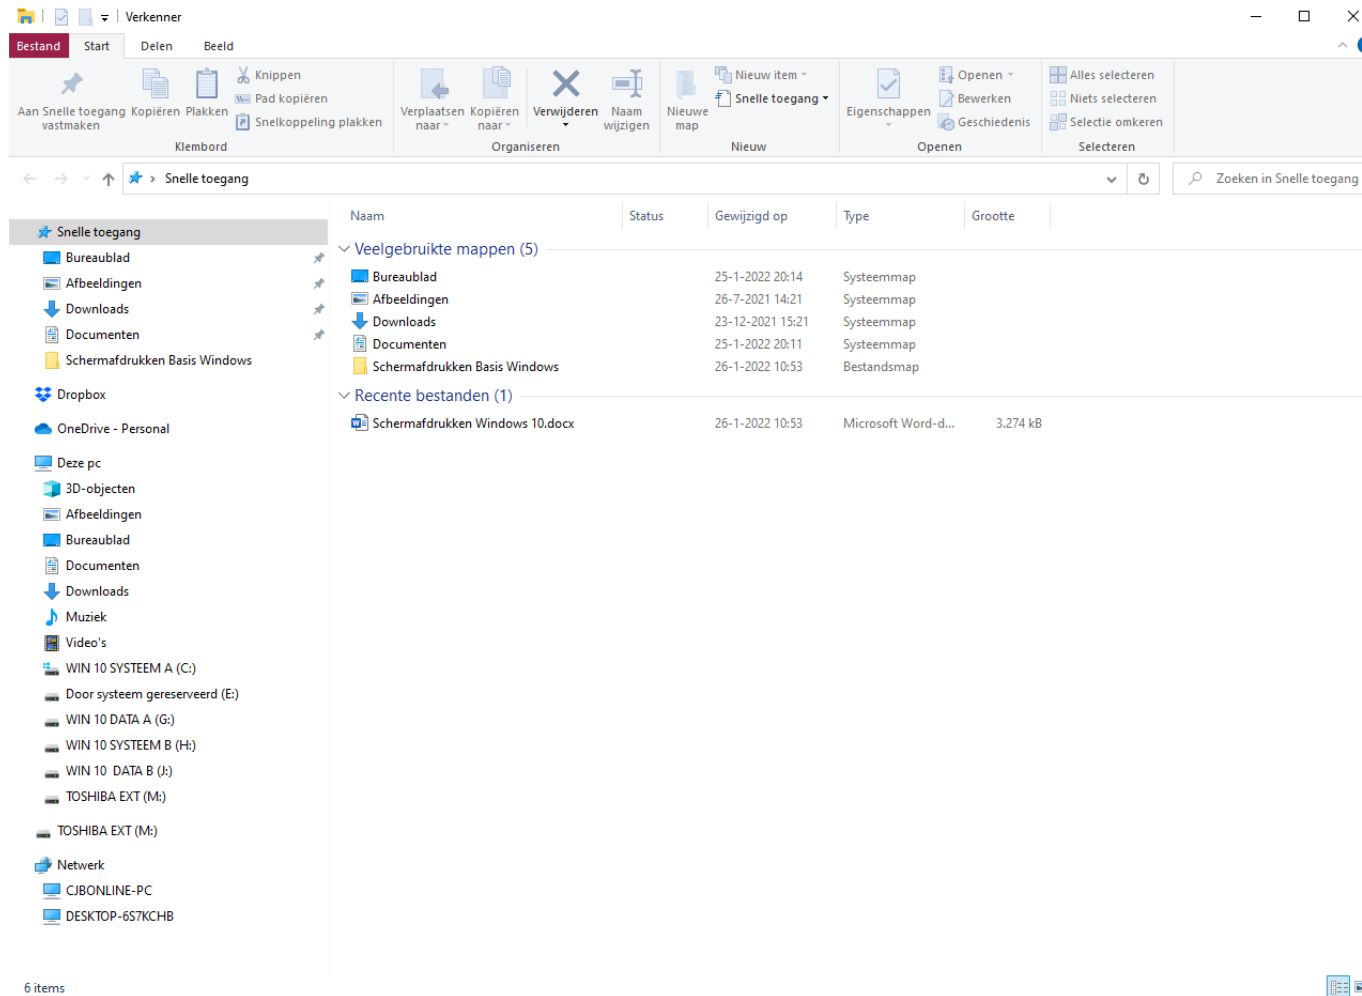 Verkenner
Bestand Start Delen Beeld
Aan Snelle toegang vastmaken
Kopiëren
Plakken
Knippen
Pad kopiëren
Snelkoppeling plakken
Klembord
Verplaatsen naar
Kopiëren naar
Verwijderen
Naam wijzigen
Organiseren
Nieuwe map
Nieuw item
Snelle toegang
Nieuw
Eigenschappen
Openen
Bewerken
Geschiedenis
Openen
Alles selecteren
Niets selecteren
Selectie omkeren
Selecteren
Snelle toegang
Zoeken in Snelle toegang
Snelle toegang
Bureaublad
Afbeeldingen
Downloads
Documenten
Schermafdrukken Basis Windows
Dropbox
OneDrive - Personal
Deze pc
3D-objecten
Afbeeldingen
Bureaublad
Documenten
Downloads
Muziek
Video's
WIN 10 SYSTEEM A (C:)
Door systeem gereserveerd (E:)
WIN 10 DATA A (G:)
WIN 10 SYSTEEM B (H:)
WIN 10  DATA B (J:)
TOSHIBA EXT (M:)
TOSHIBA EXT (M:)
Netwerk
CJBONLINE-PC
DESKTOP-6S7KCHB
Naam Status Gewijzigd op Type Grootte
Veelgebruikte mappen (5)
Bureaublad 25-1-2022 20:14 Systeemmap
Afbeeldingen 26-7-2021 14:21 Systeemmap
Downloads 23-12-2021 15:21 Systeemmap
Documenten 25-1-2022 20:11 Systeemmap
Schermafdrukken Basis Windows 26-1-2022 10:53 Bestandsmap
Recente bestanden (1)
Schermafdrukken Windows 10.docx 26-1-2022 10:53 Microsoft Word-d... 3.274 kB
6 items